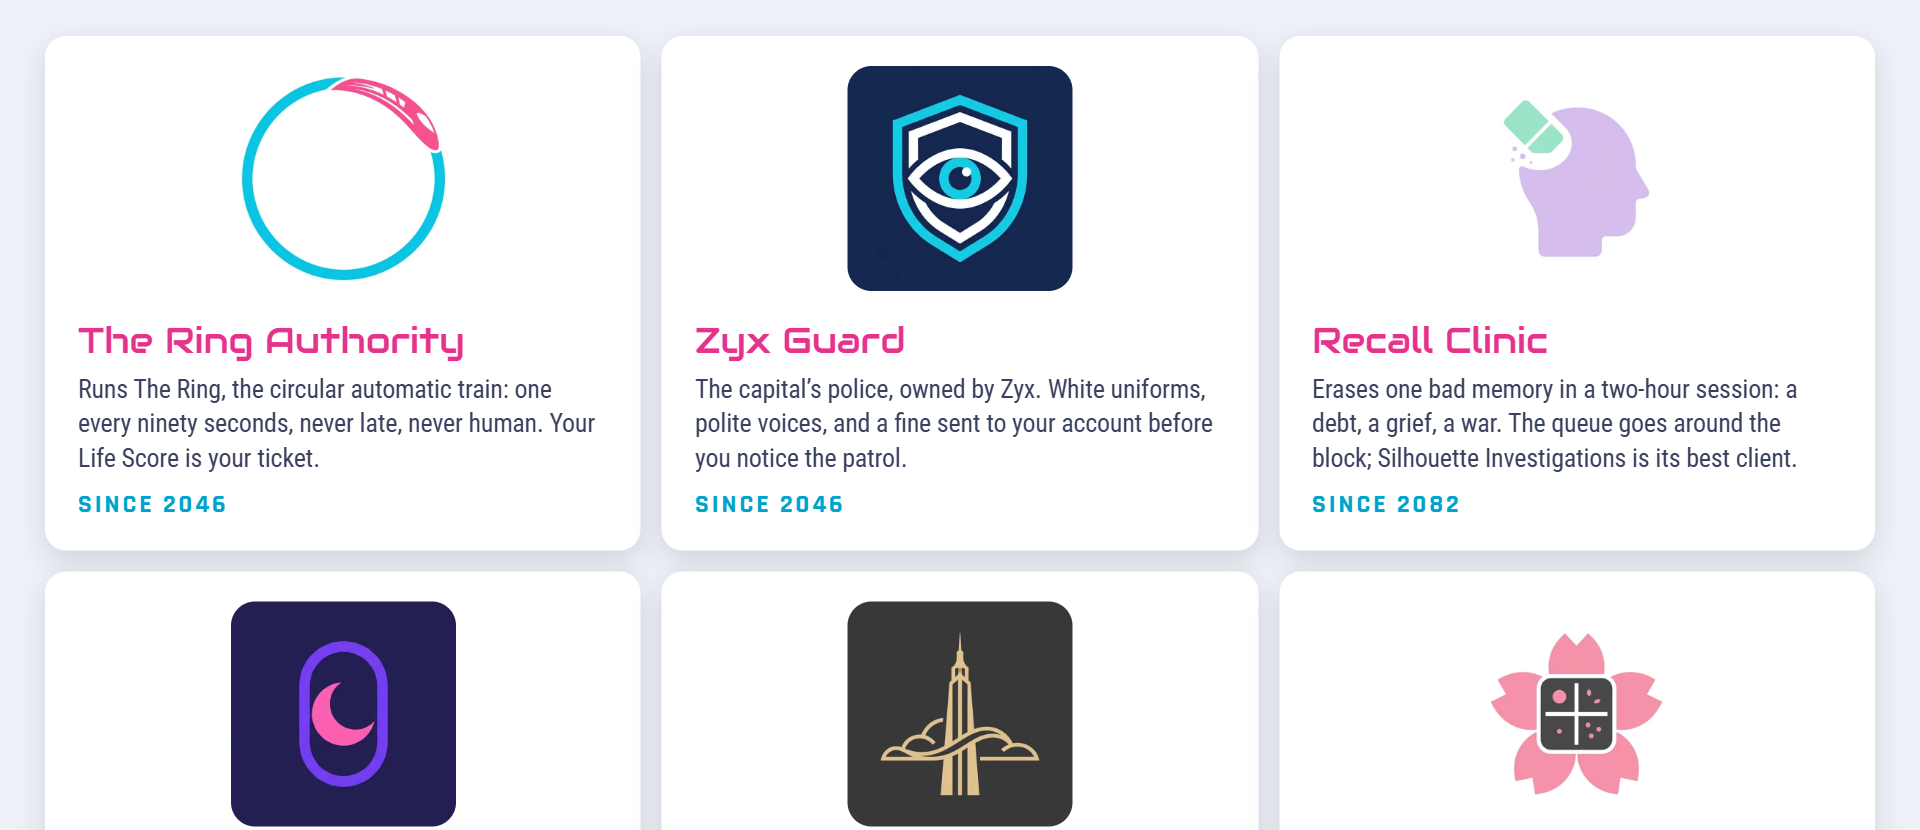 The Ring Authority
Runs The Ring, the circular automatic train: one
every ninety seconds, never late, never human. Your
Life Score is your ticket.
SINCE 2046
Zyx Guard
The capital’s police, owned by Zyx. White uniforms,
polite voices, and a fine sent to your account before
you notice the patrol.
SINCE 2046
Recall Clinic
Erases one bad memory in a two-hour session: a
debt, a grief, a war. The queue goes around the
block; Silhouette Investigations is its best client.
SINCE 2082